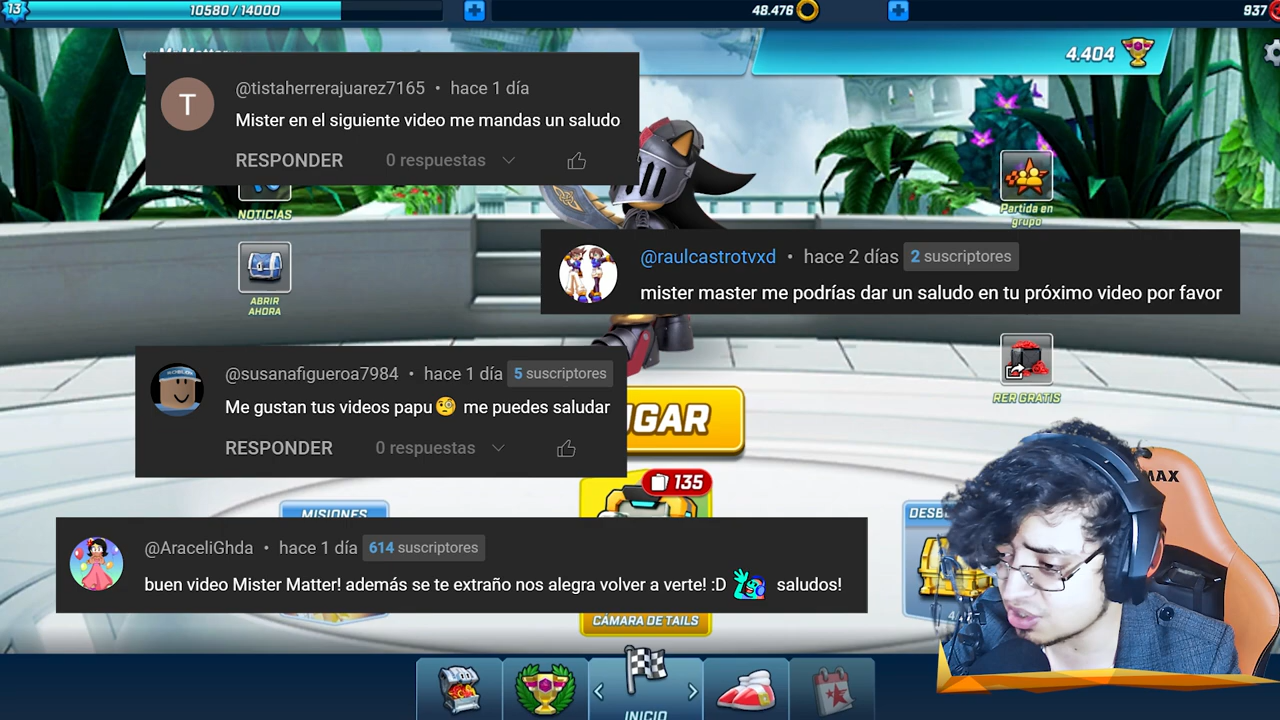 13
10580 / 14000
48.476
937
4.404
@tistaherrerajuarez7165 • hace 1 día
Mister en el siguiente video me mandas un saludo
RESPONDER 0 respuestas
NOTICIAS
Partida en
grupo
@raulcastrotvxd • hace 2 días 2 suscriptores
mister master me podrías dar un saludo en tu próximo video por favor
ABRIR
AHORA
@susanafigueroa7984 • hace 1 día 5 suscriptores
Me gustan tus videos papu🧐 me puedes saludar
RESPONDER 0 respuestas
RER GRATIS
UGAR
MAX
135
MISIONES
DESB
@AraceliGhda • hace 1 día 614 suscriptores
buen video Mister Matter! además se te extraño nos alegra volver a verte! :D saludos!
CÁMARA DE TAILS
INICIO